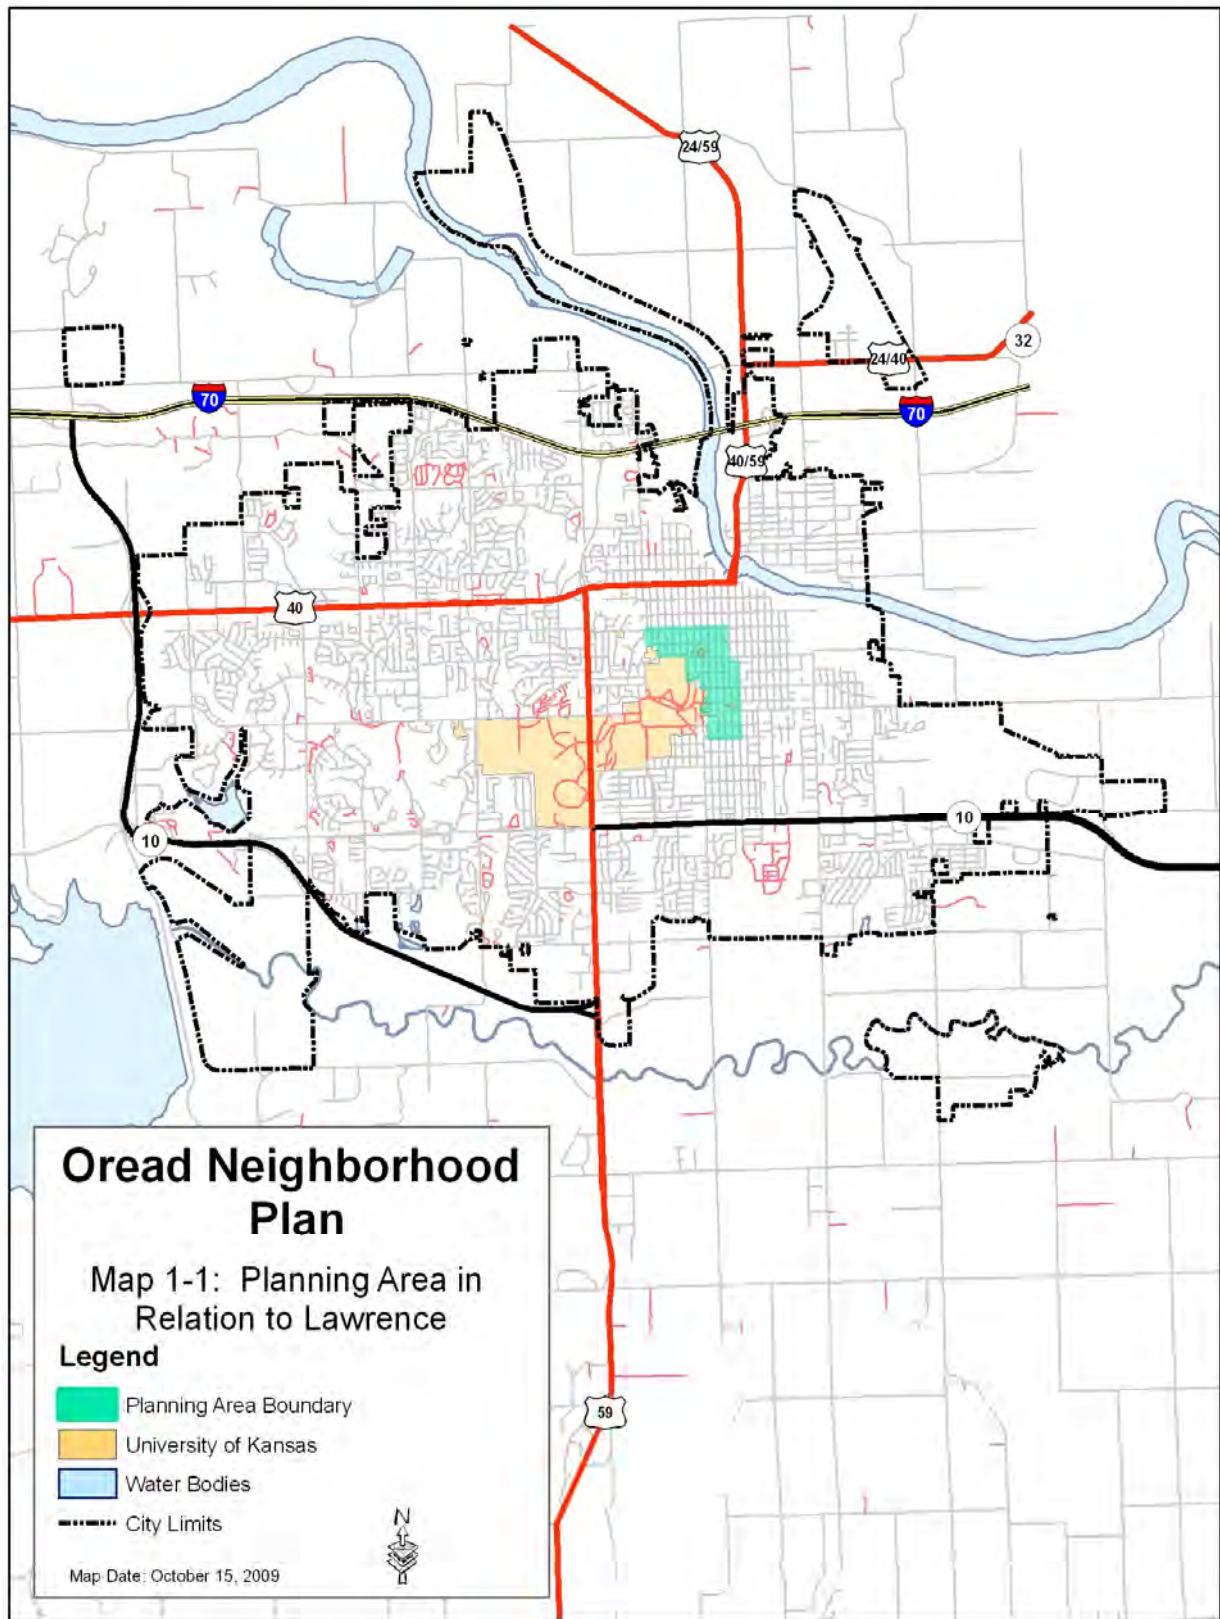 24/59
32
24/40
70
70
40/59
40
10
10
Oread Neighborhood
Plan
Map 1-1: Planning Area in
Relation to Lawrence
Legend
Planning Area Boundary
University of Kansas
Water Bodies
City Limits
N
Map Date: October 15, 2009
59